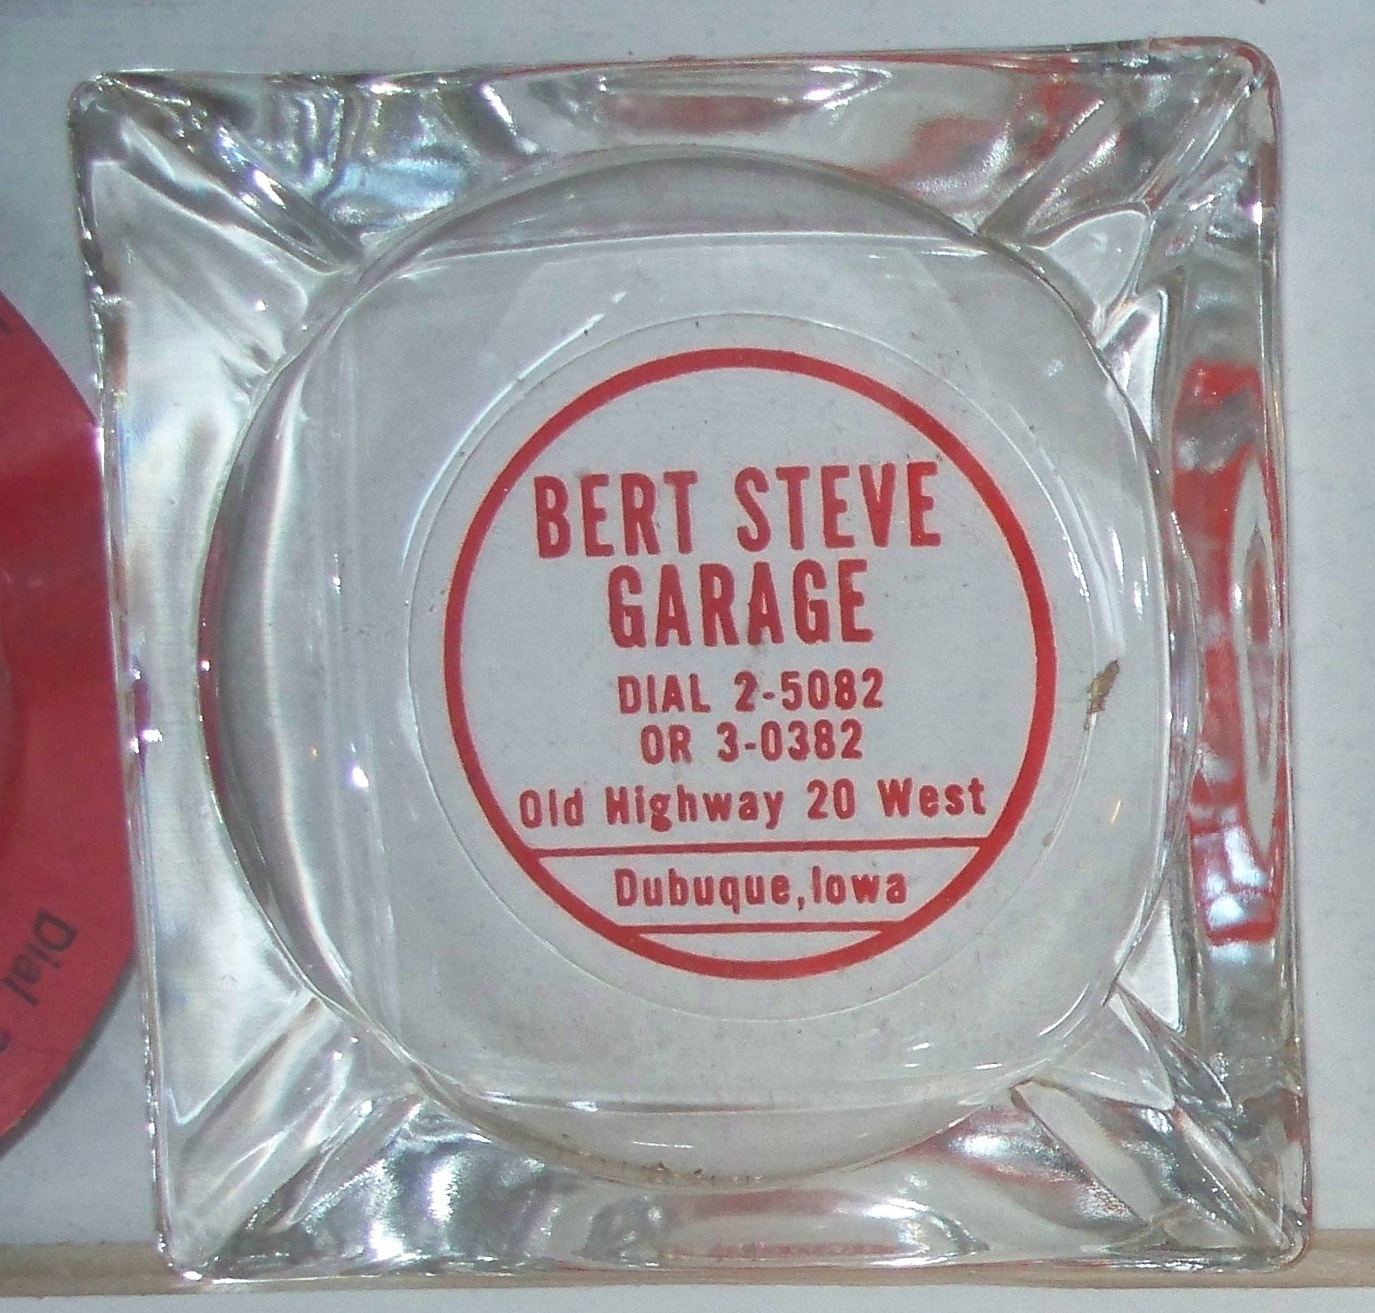 BERT STEVE
GARAGE
DIAL 2-5082
OR 3-0382
Old Highway 20 West
Dubuque, Iowa
Dial